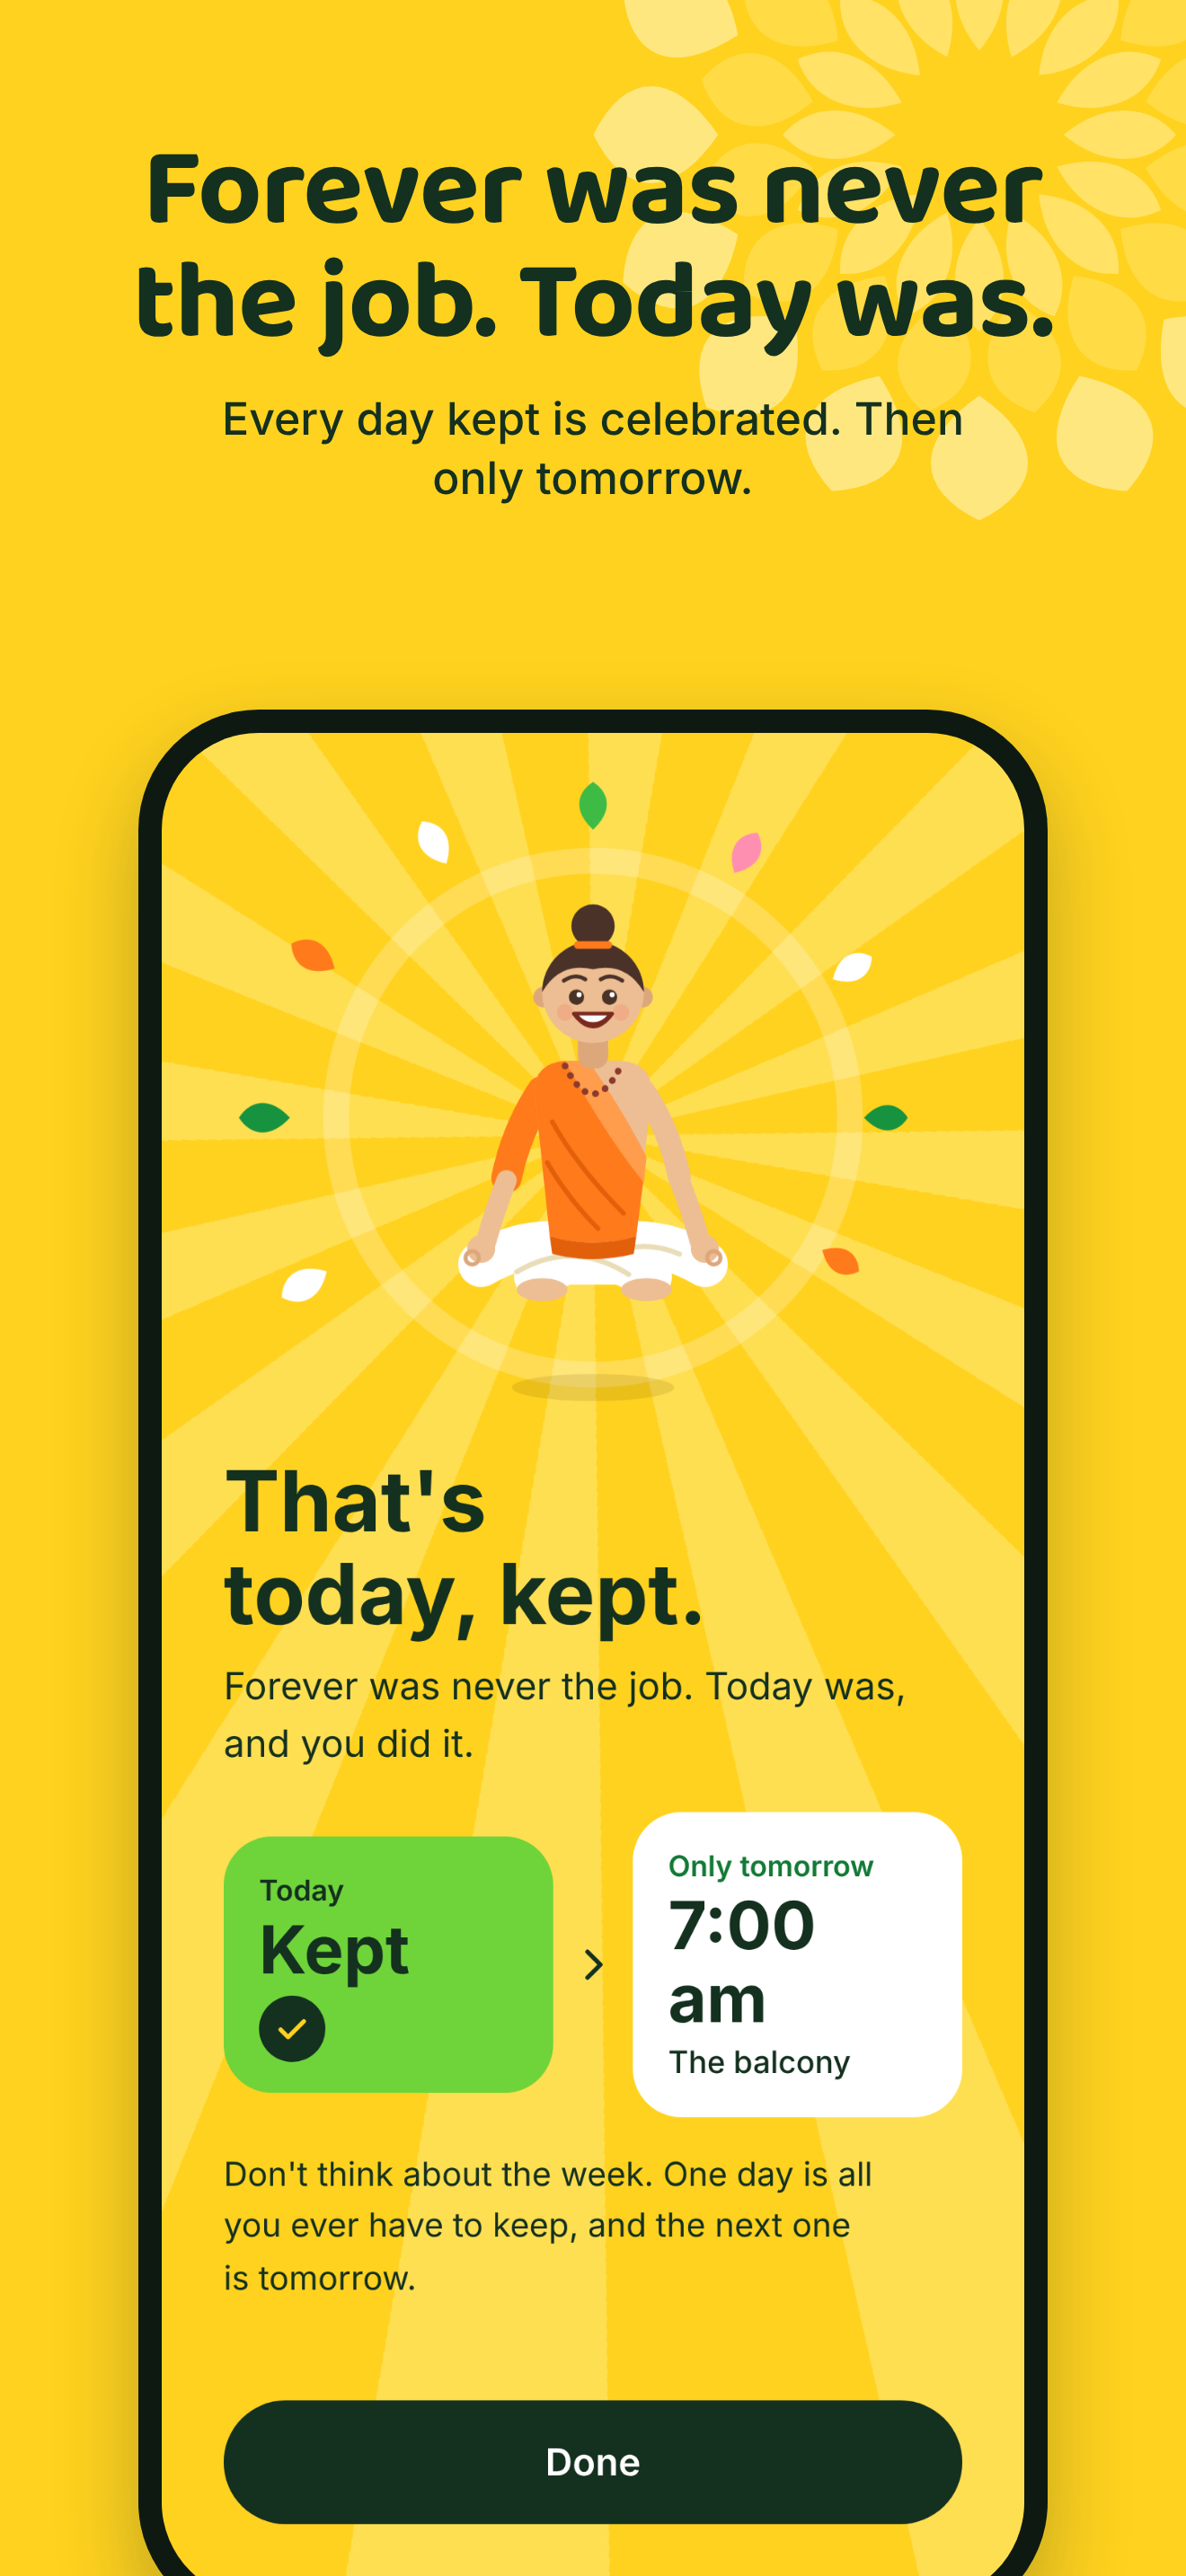 Forever was never
the job. Today was.
Every day kept is celebrated. Then
only tomorrow.
That's
today, kept.
Forever was never the job. Today was,
and you did it.
Today
Kept
Only tomorrow
7:00
am
The balcony
Don't think about the week. One day is all
you ever have to keep, and the next one
is tomorrow.
Done